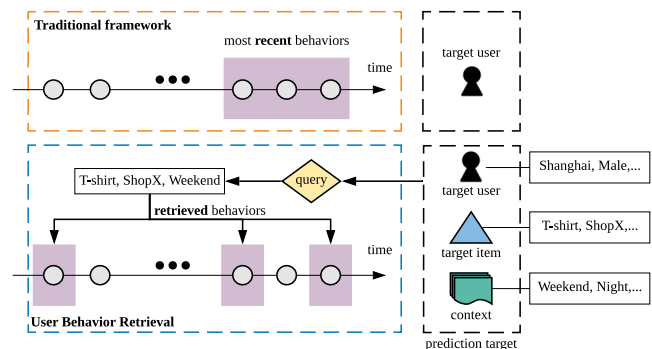 Traditional framework
most recent behaviors
time
target user
T-shirt, ShopX, Weekend
query
retrieved behaviors
time
User Behavior Retrieval
target user
Shanghai, Male,...
target item
T-shirt, ShopX,...
context
Weekend, Night,...
prediction target